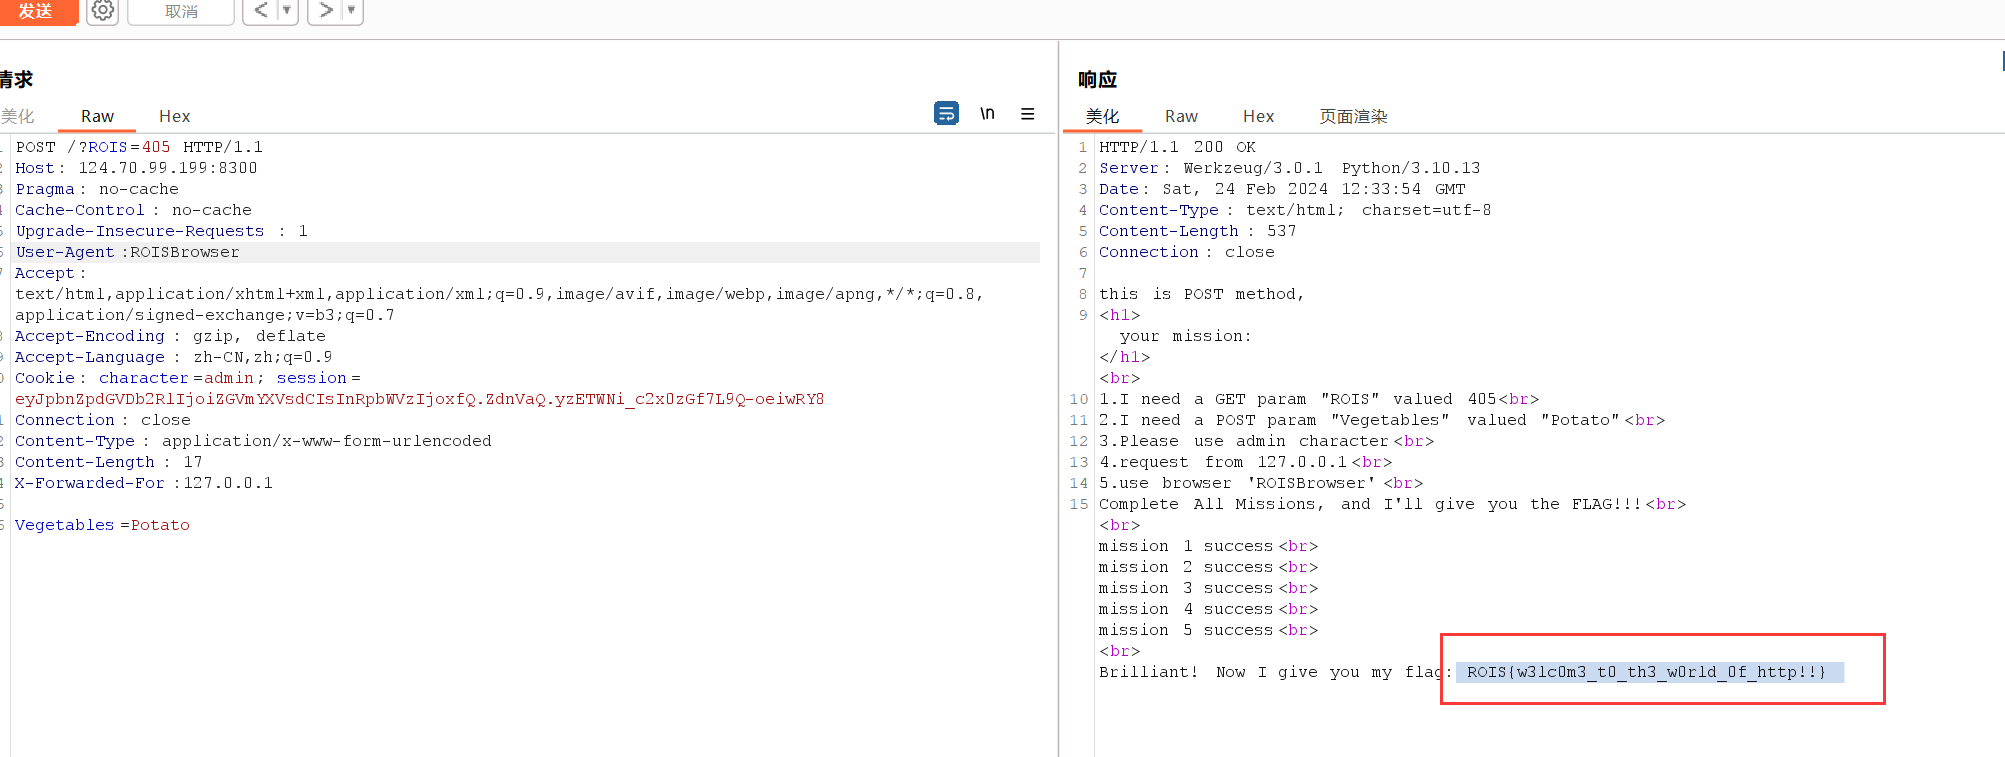 发送
取消
< ▼
> ▼
请求
美化 Raw Hex
\n
POST /?ROIS=405 HTTP/1.1
Host: 124.70.99.199:8300
Pragma: no-cache
Cache-Control: no-cache
Upgrade-Insecure-Requests : 1
User-Agent:ROISBrowser
Accept:
text/html,application/xhtml+xml,application/xml;q=0.9,image/avif,image/webp,image/apng,*/*;q=0.8,
application/signed-exchange;v=b3;q=0.7
Accept-Encoding: gzip, deflate
Accept-Language: zh-CN,zh;q=0.9
Cookie: character=admin; session=
eyJpbnZpdGVDb2RlIjoiZGVmYXVsdCIsInRpbWVzIjoxfQ.ZdnVaQ.yzETWNi_c2x0zGf7L9Q-oeiwRY8
Connection: close
Content-Type: application/x-www-form-urlencoded
Content-Length: 17
X-Forwarded-For:127.0.0.1
Vegetables=Potato
响应
美化 Raw Hex 页面渲染
1 HTTP/1.1 200 OK
2 Server: Werkzeug/3.0.1 Python/3.10.13
3 Date: Sat, 24 Feb 2024 12:33:54 GMT
4 Content-Type: text/html; charset=utf-8
5 Content-Length: 537
6 Connection: close
7
8 this is POST method,
9 <h1>
your mission:
</h1>
<br>
10 1.I need a GET param "ROIS" valued 405<br>
11 2.I need a POST param "Vegetables" valued "Potato"<br>
12 3.Please use admin character<br>
13 4.request from 127.0.0.1<br>
14 5.use browser 'ROISBrowser'<br>
15 Complete All Missions, and I'll give you the FLAG!!!<br>
<br>
mission 1 success<br>
mission 2 success<br>
mission 3 success<br>
mission 4 success<br>
mission 5 success<br>
<br>
Brilliant! Now I give you my flag: ROIS{w3lc0m3_t0_th3_w0rld_0f_http!!}